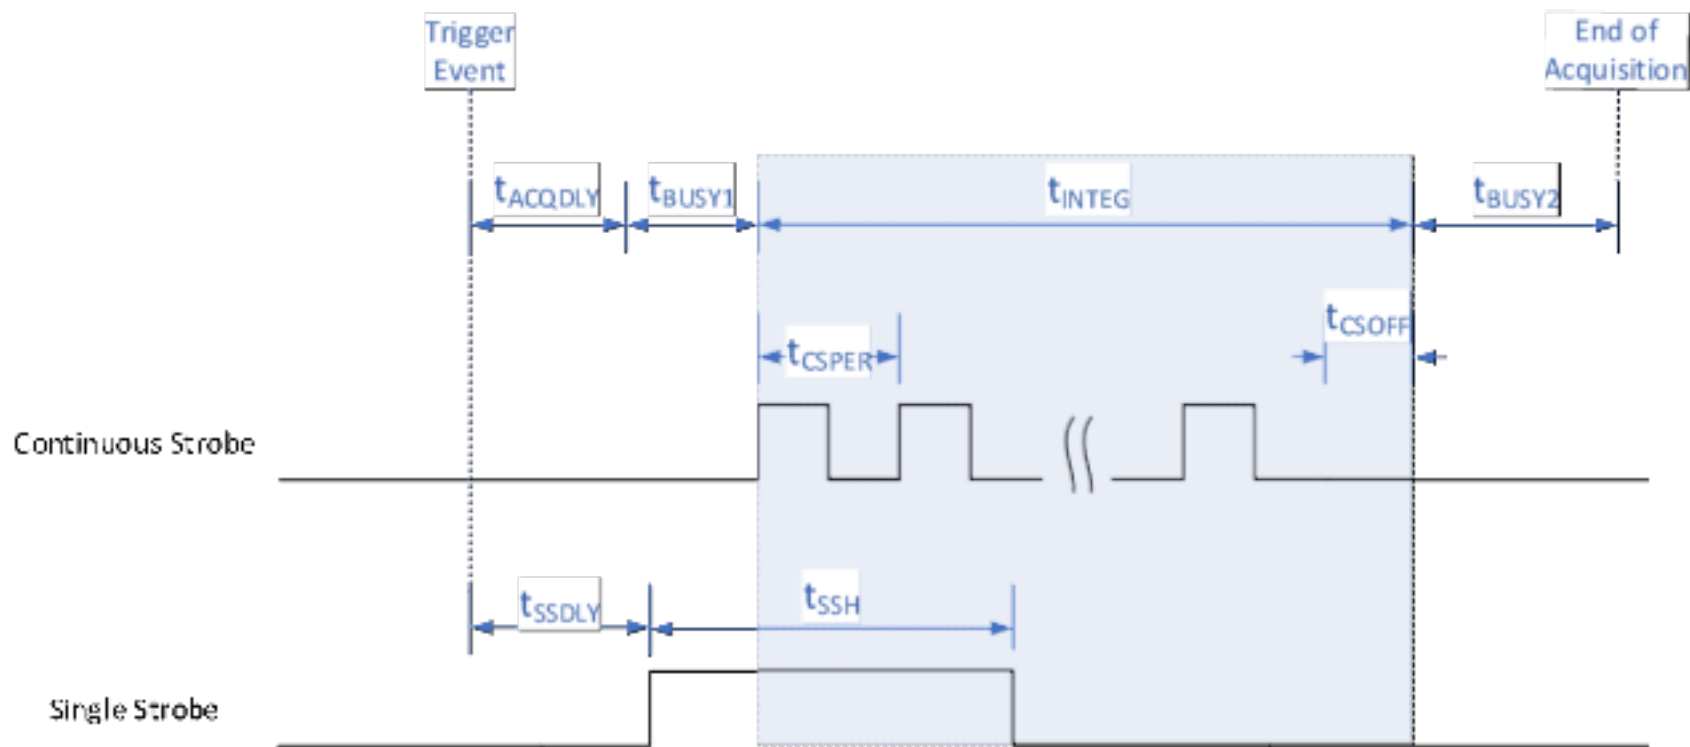 Trigger
Event
End of
Acquisition
tACQDLY
tBUSY1
tINTEG
tBUSY2
tCSOFF
tCSPER
Continuous Strobe
tSSDLY
tSSH
Single Strobe